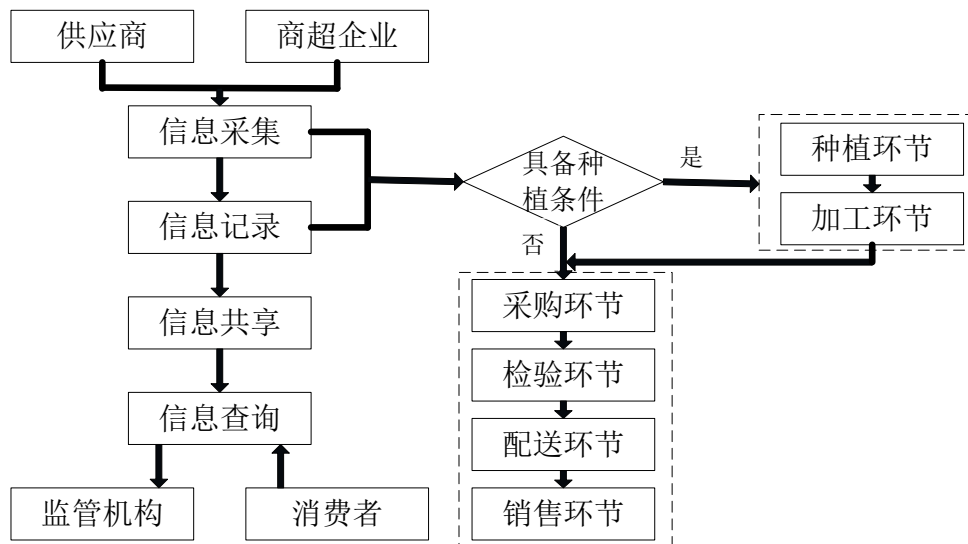 供应商
商超企业
信息采集
信息记录
信息共享
信息查询
监管机构
消费者
具备种
植条件
是
否
种植环节
加工环节
采购环节
检验环节
配送环节
销售环节